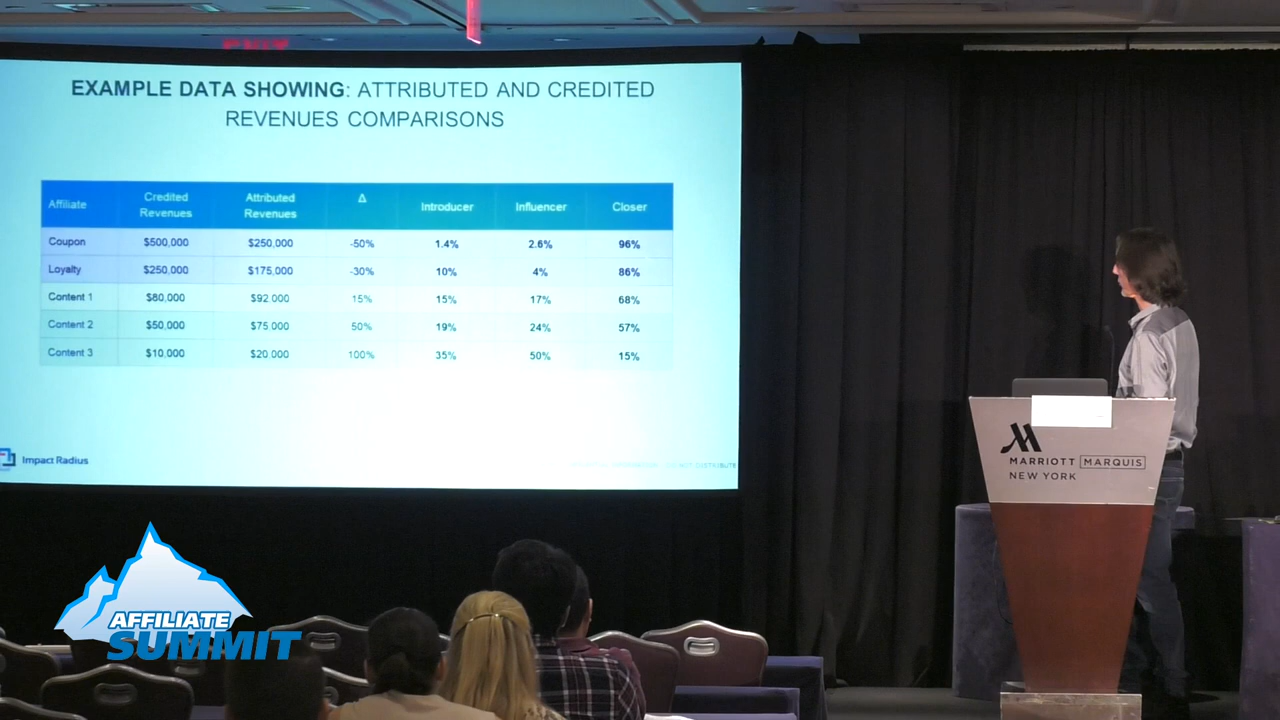 EXIT
EXAMPLE DATA SHOWING: ATTRIBUTED AND CREDITED
REVENUES COMPARISONS
Affiliate Credited Revenues Attributed Revenues Δ Introducer Influencer Closer
Coupon $500,000 $250,000 -50% 1.4% 2.6% 96%
Loyalty $250,000 $175,000 -30% 10% 4% 86%
Content 1 $80,000 $92,000 15% 15% 17% 68%
Content 2 $50,000 $75,000 50% 19% 24% 57%
Content 3 $10,000 $20,000 100% 35% 50% 15%
Impact Radius
MARRIOTT MARQUIS
NEW YORK
AFFILIATE
SUMMIT